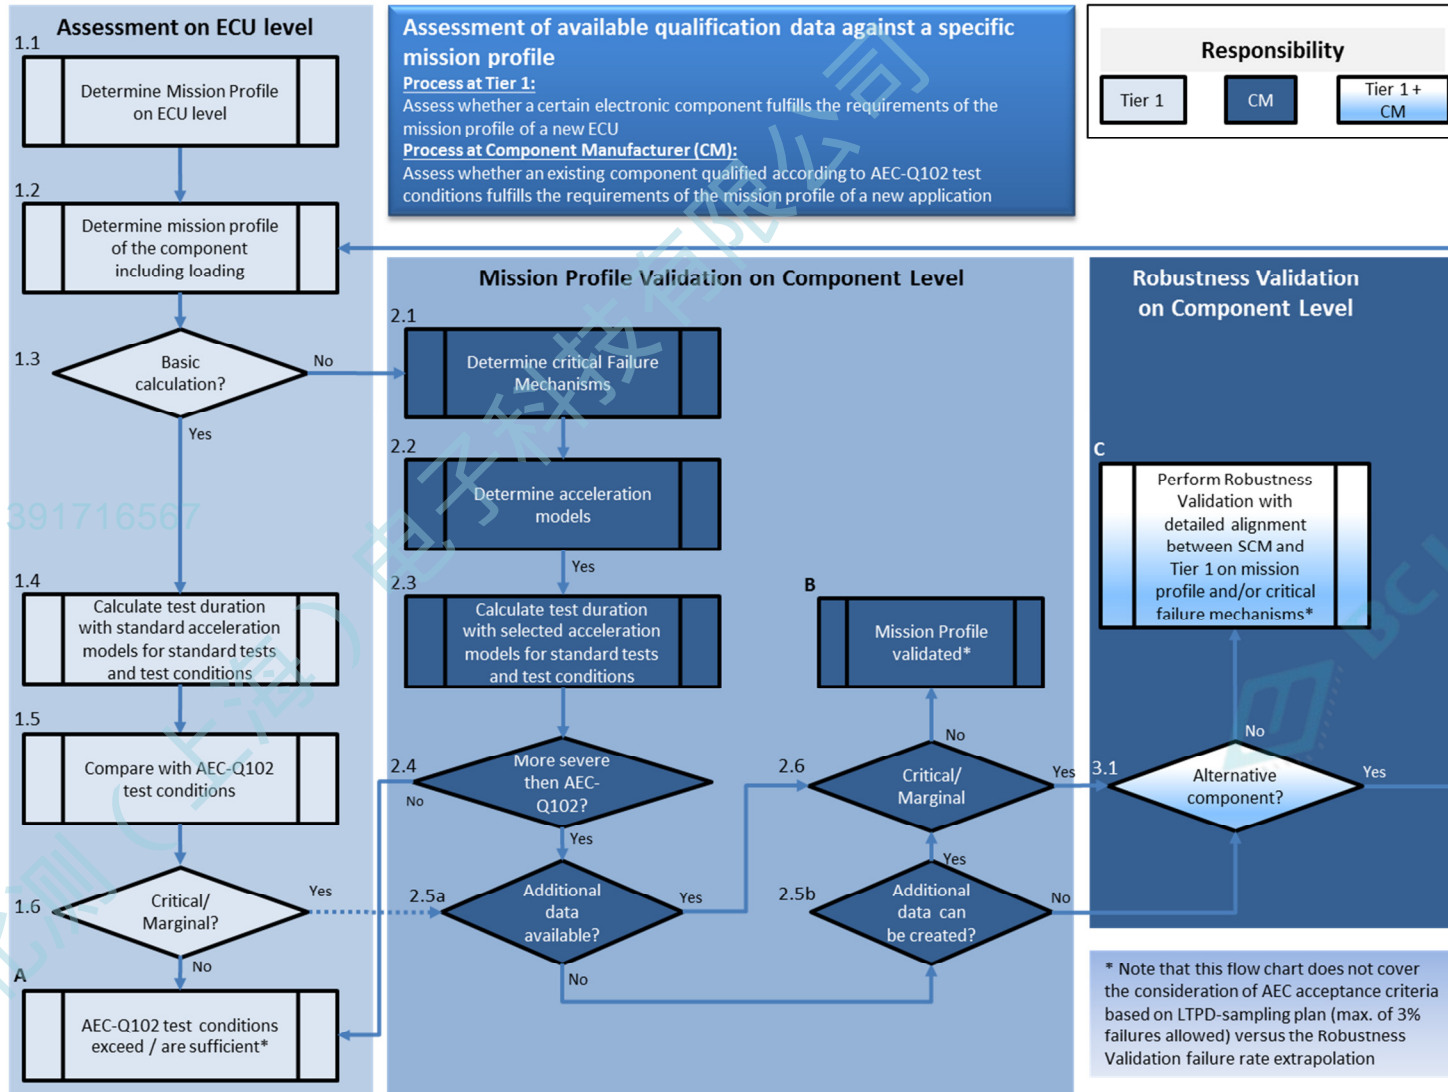 Assessment on ECU level
1.1
Determine Mission Profile
on ECU level
1.2
Determine mission profile
of the component
including loading
1.3
Basic
calculation?
No
Yes
1.4
Calculate test duration
with standard acceleration
models for standard tests
and test conditions
1.5
Compare with AEC-Q102
test conditions
1.6
Critical/
Marginal?
Yes
No
A
AEC-Q102 test conditions
exceed / are sufficient*
Assessment of available qualification data against a specific
mission profile
Process at Tier 1:
Assess whether a certain electronic component fulfills the requirements of the
mission profile of a new ECU
Process at Component Manufacturer (CM):
Assess whether an existing component qualified according to AEC-Q102 test
conditions fulfills the requirements of the mission profile of a new application
Responsibility
Tier 1
CM
Tier 1 +
CM
Mission Profile Validation on Component Level
2.1
Determine critical Failure
Mechanisms
2.2
Determine acceleration
models
Yes
2.3
Calculate test duration
with selected acceleration
models for standard tests
and test conditions
2.4
More severe
then AEC-
Q102?
No
Yes
2.5a
Additional
data
available?
Yes
No
B
Mission Profile
validated*
No
2.6
Critical/
Marginal
Yes
Yes
2.5b
Additional
data can
be created?
No
Robustness Validation
on Component Level
C
Perform Robustness
Validation with
detailed alignment
between SCM and
Tier 1 on mission
profile and/or critical
failure mechanisms*
No
3.1
Alternative
component?
Yes
* Note that this flow chart does not cover
the consideration of AEC acceptance criteria
based on LTPD-sampling plan (max. of 3%
failures allowed) versus the Robustness
Validation failure rate extrapolation
391716567
测（上海）电子科技有限公司
BC